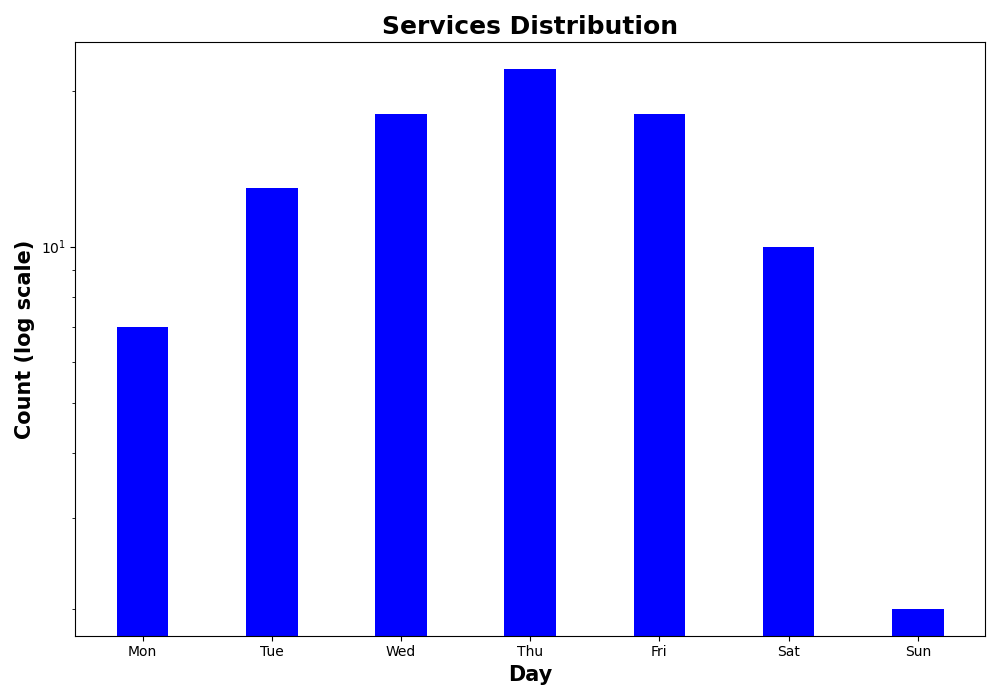 Services Distribution
Count (log scale)
10¹
Mon Tue Wed Thu Fri Sat Sun
Day